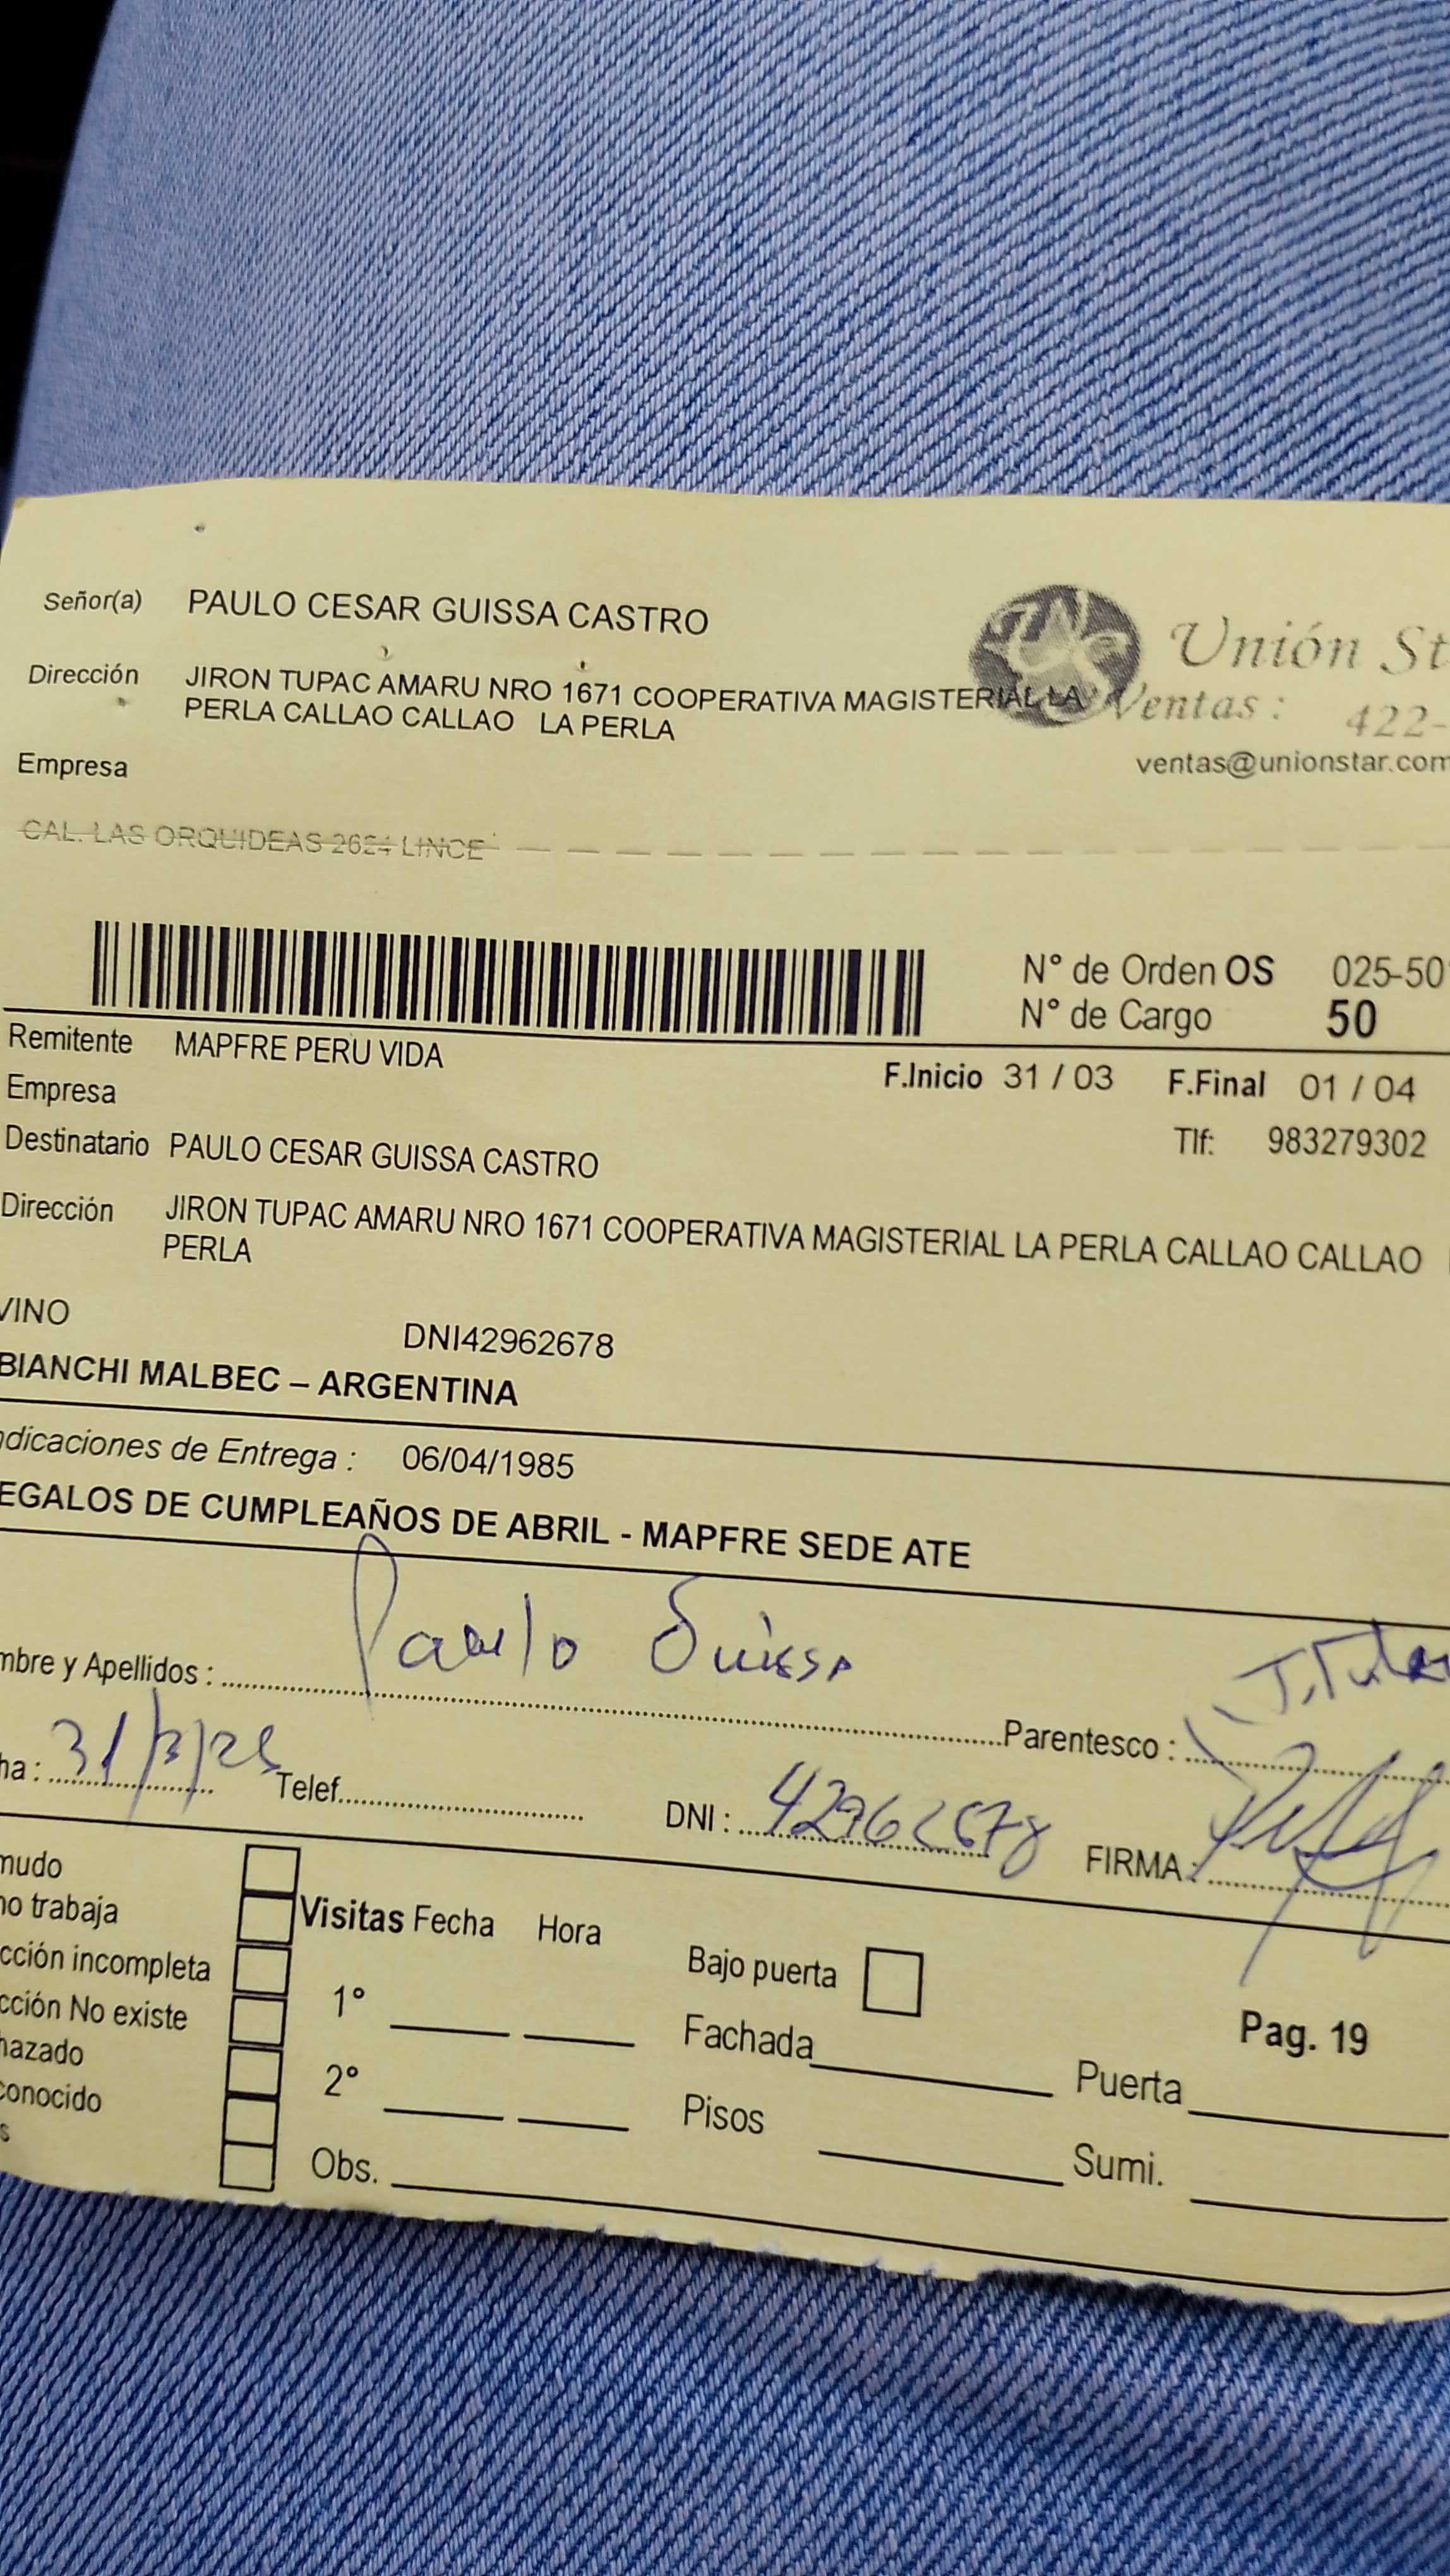 Señor(a) PAULO CESAR GUISSA CASTRO
Unión St
Dirección JIRON TUPAC AMARU NRO 1671 COOPERATIVA MAGISTERIAL LA
PERLA CALLAO CALLAO LA PERLA
Ventas : 422-
Empresa
ventas@unionstar.com
CAL. LAS ORQUIDEAS 2624 LINCE
N° de Orden OS 025-50
N° de Cargo 50
Remitente MAPFRE PERU VIDA
F.Inicio 31 / 03 F.Final 01 / 04
Empresa
Tlf: 983279302
Destinatario PAULO CESAR GUISSA CASTRO
Dirección JIRON TUPAC AMARU NRO 1671 COOPERATIVA MAGISTERIAL LA PERLA CALLAO CALLAO
PERLA
VINO DNI42962678
BIANCHI MALBEC – ARGENTINA
ndicaciones de Entrega : 06/04/1985
EGALOS DE CUMPLEAÑOS DE ABRIL - MAPFRE SEDE ATE
mbre y Apellidos : Paulo Guissa
Parentesco :
ha : 31/3/25 Telef. DNI : 42962678 FIRMA :
mudo
no trabaja Visitas Fecha Hora
cción incompleta Bajo puerta
cción No existe 1° Fachada Pag. 19
hazado 2° Puerta
conocido Pisos
s Obs. Sumi.